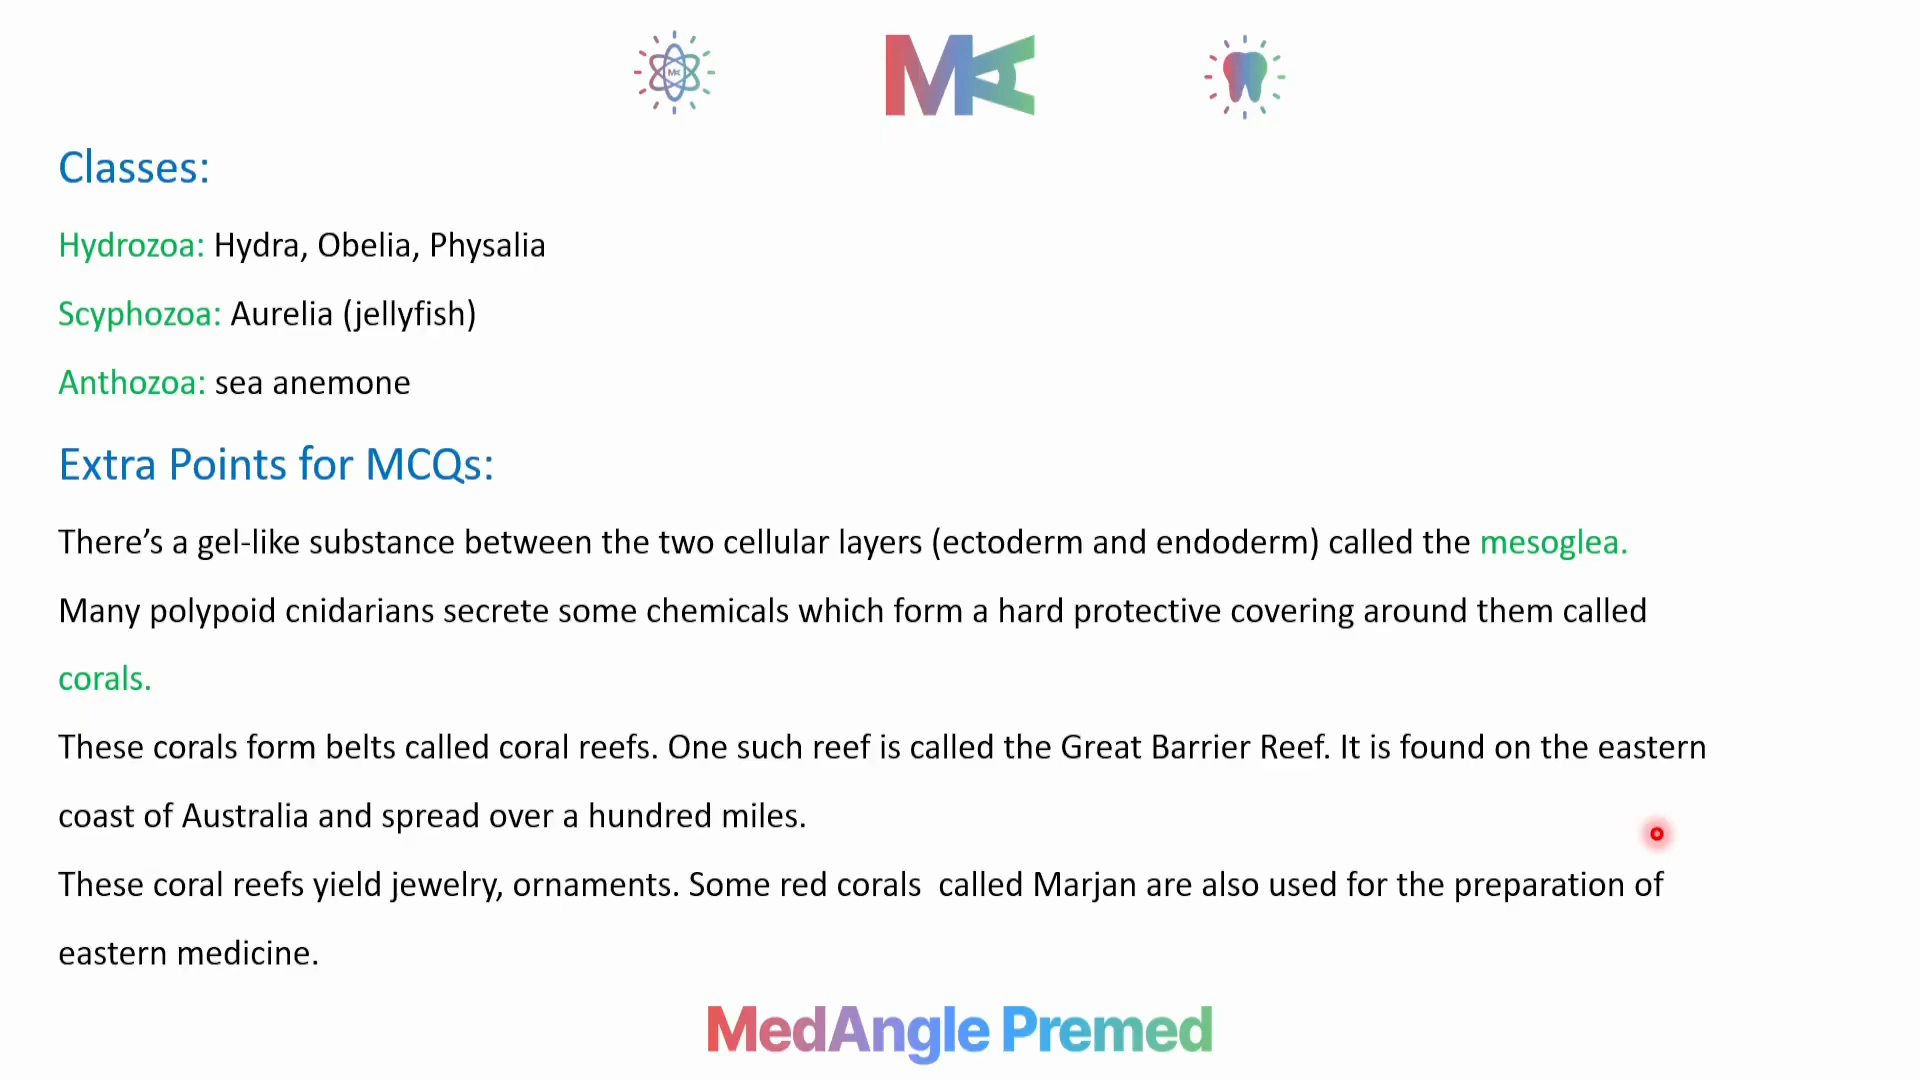 MA
Classes:
Hydrozoa: Hydra, Obelia, Physalia
Scyphozoa: Aurelia (jellyfish)
Anthozoa: sea anemone
Extra Points for MCQs:
There’s a gel-like substance between the two cellular layers (ectoderm and endoderm) called the mesoglea.
Many polypoid cnidarians secrete some chemicals which form a hard protective covering around them called
corals.
These corals form belts called coral reefs. One such reef is called the Great Barrier Reef. It is found on the eastern
coast of Australia and spread over a hundred miles.
These coral reefs yield jewelry, ornaments. Some red corals  called Marjan are also used for the preparation of
eastern medicine.
MedAngle Premed